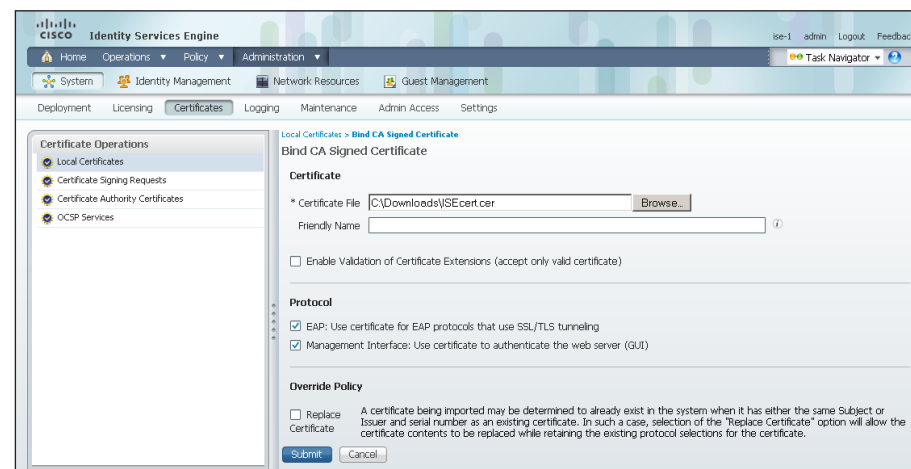 CISCO Identity Services Engine
ise-1 admin Logout Feedbac
Home Operations ▼ Policy ▼ Administration ▼
Task Navigator ▼
System Identity Management Network Resources Guest Management
Deployment Licensing Certificates Logging Maintenance Admin Access Settings
Certificate Operations
Local Certificates
Certificate Signing Requests
Certificate Authority Certificates
OCSP Services
Local Certificates > Bind CA Signed Certificate
Bind CA Signed Certificate
Certificate
* Certificate File C:\Downloads\ISEcert.cer Browse...
Friendly Name
Enable Validation of Certificate Extensions (accept only valid certificate)
Protocol
EAP: Use certificate for EAP protocols that use SSL/TLS tunneling
Management Interface: Use certificate to authenticate the web server (GUI)
Override Policy
Replace Certificate
A certificate being imported may be determined to already exist in the system when it has either the same Subject or
Issuer and serial number as an existing certificate. In such a case, selection of the "Replace Certificate" option will allow the
certificate contents to be replaced while retaining the existing protocol selections for the certificate.
Submit Cancel